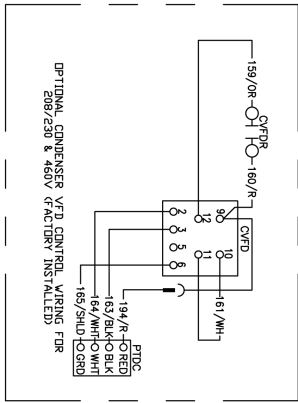 159/OR
CVFDR
160/R
12
9
CVFD
2
3
5
6
11
10
161/WH
194/R
RED
163/BLK
BLK
164/WHT
WHT
165/SHLD
GRD
PTDC
OPTIONAL CONDENSER VFD CONTROL WIRING FOR
208/230 & 460V (FACTORY INSTALLED)